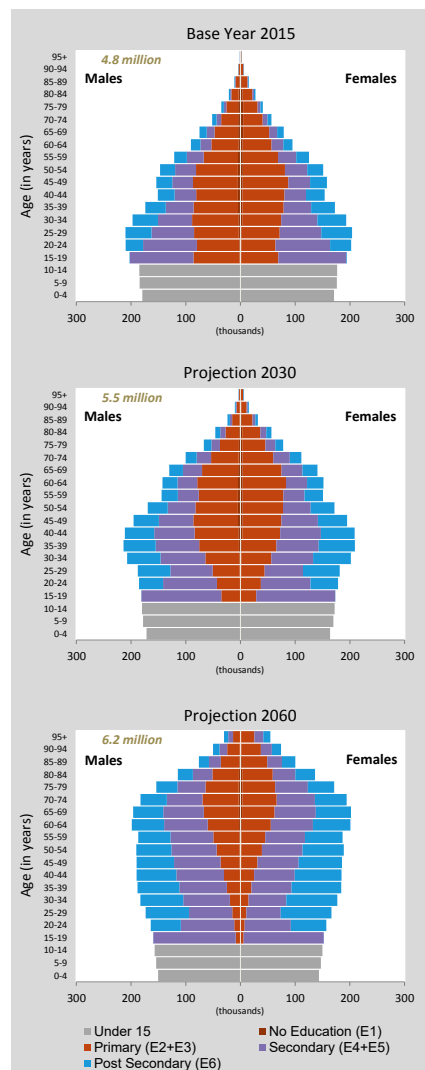 Base Year 2015
4.8 million
Males
Females
Age (in years)
95+
90-94
85-89
80-84
75-79
70-74
65-69
60-64
55-59
50-54
45-49
40-44
35-39
30-34
25-29
20-24
15-19
10-14
5-9
0-4
300 200 100 0 100 200 300
(thousands)
Projection 2030
5.5 million
Males
Females
Age (in years)
95+
90-94
85-89
80-84
75-79
70-74
65-69
60-64
55-59
50-54
45-49
40-44
35-39
30-34
25-29
20-24
15-19
10-14
5-9
0-4
300 200 100 0 100 200 300
(thousands)
Projection 2060
6.2 million
Males
Females
Age (in years)
95+
90-94
85-89
80-84
75-79
70-74
65-69
60-64
55-59
50-54
45-49
40-44
35-39
30-34
25-29
20-24
15-19
10-14
5-9
0-4
300 200 100 0 100 200 300
(thousands)
Under 15
No Education (E1)
Primary (E2+E3)
Secondary (E4+E5)
Post Secondary (E6)